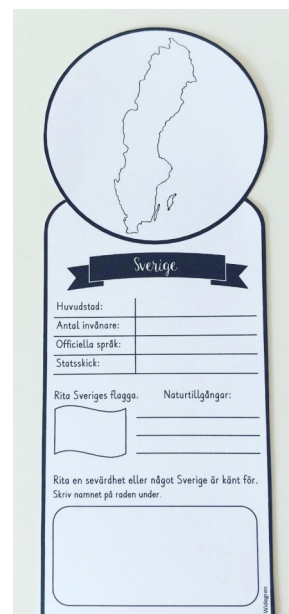 Sverige
Huvudstad:
Antal invånare:
Officiella språk:
Statsskick:
Rita Sveriges flagga.
Naturtillgångar:
Rita en sevärdhet eller något Sverige är känt för.
Skriv namnet på raden under.
Widegren